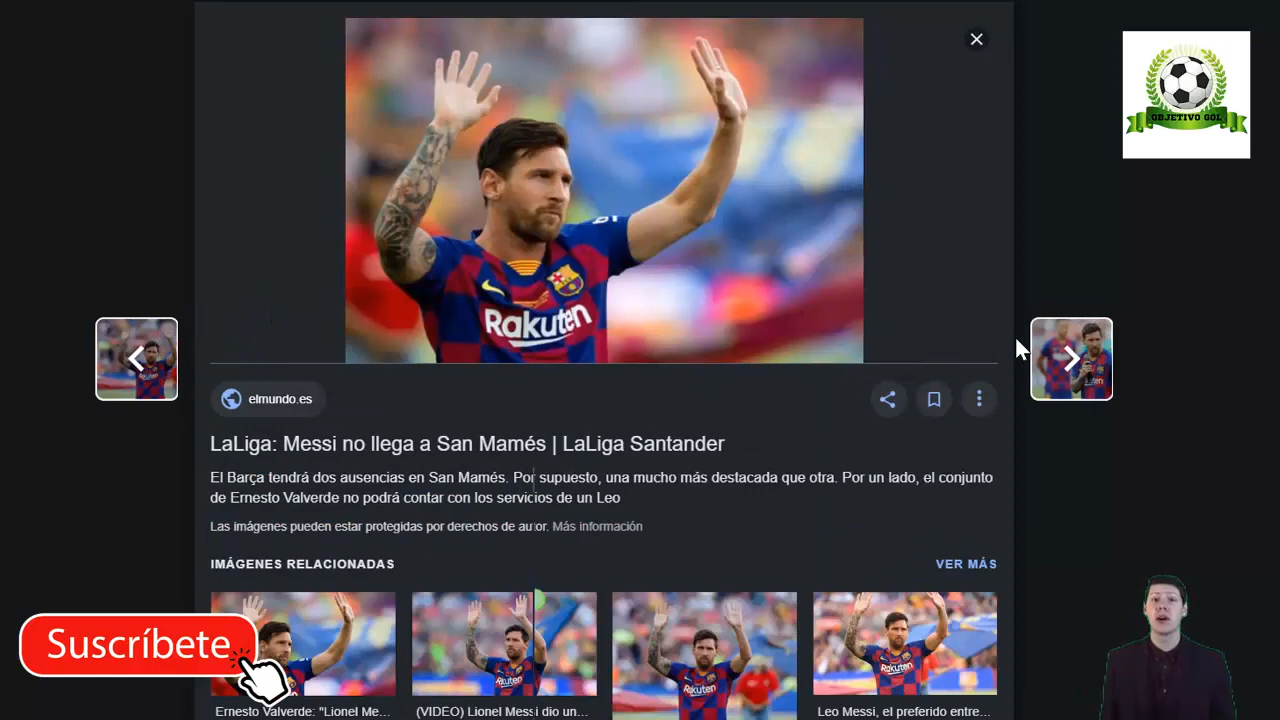 OBJETIVO GOL
Rakuten
elmundo.es
LaLiga: Messi no llega a San Mamés | LaLiga Santander
El Barça tendrá dos ausencias en San Mamés. Por supuesto, una mucho más destacada que otra. Por un lado, el conjunto
de Ernesto Valverde no podrá contar con los servicios de un Leo
Las imágenes pueden estar protegidas por derechos de autor. Más información
IMÁGENES RELACIONADAS
VER MÁS
Suscríbete
Rakuten
Rakuten
Rakuten
Ernesto Valverde: "Lionel Me...
(VIDEO) Lionel Messi dio un...
Leo Messi, el preferido entre...